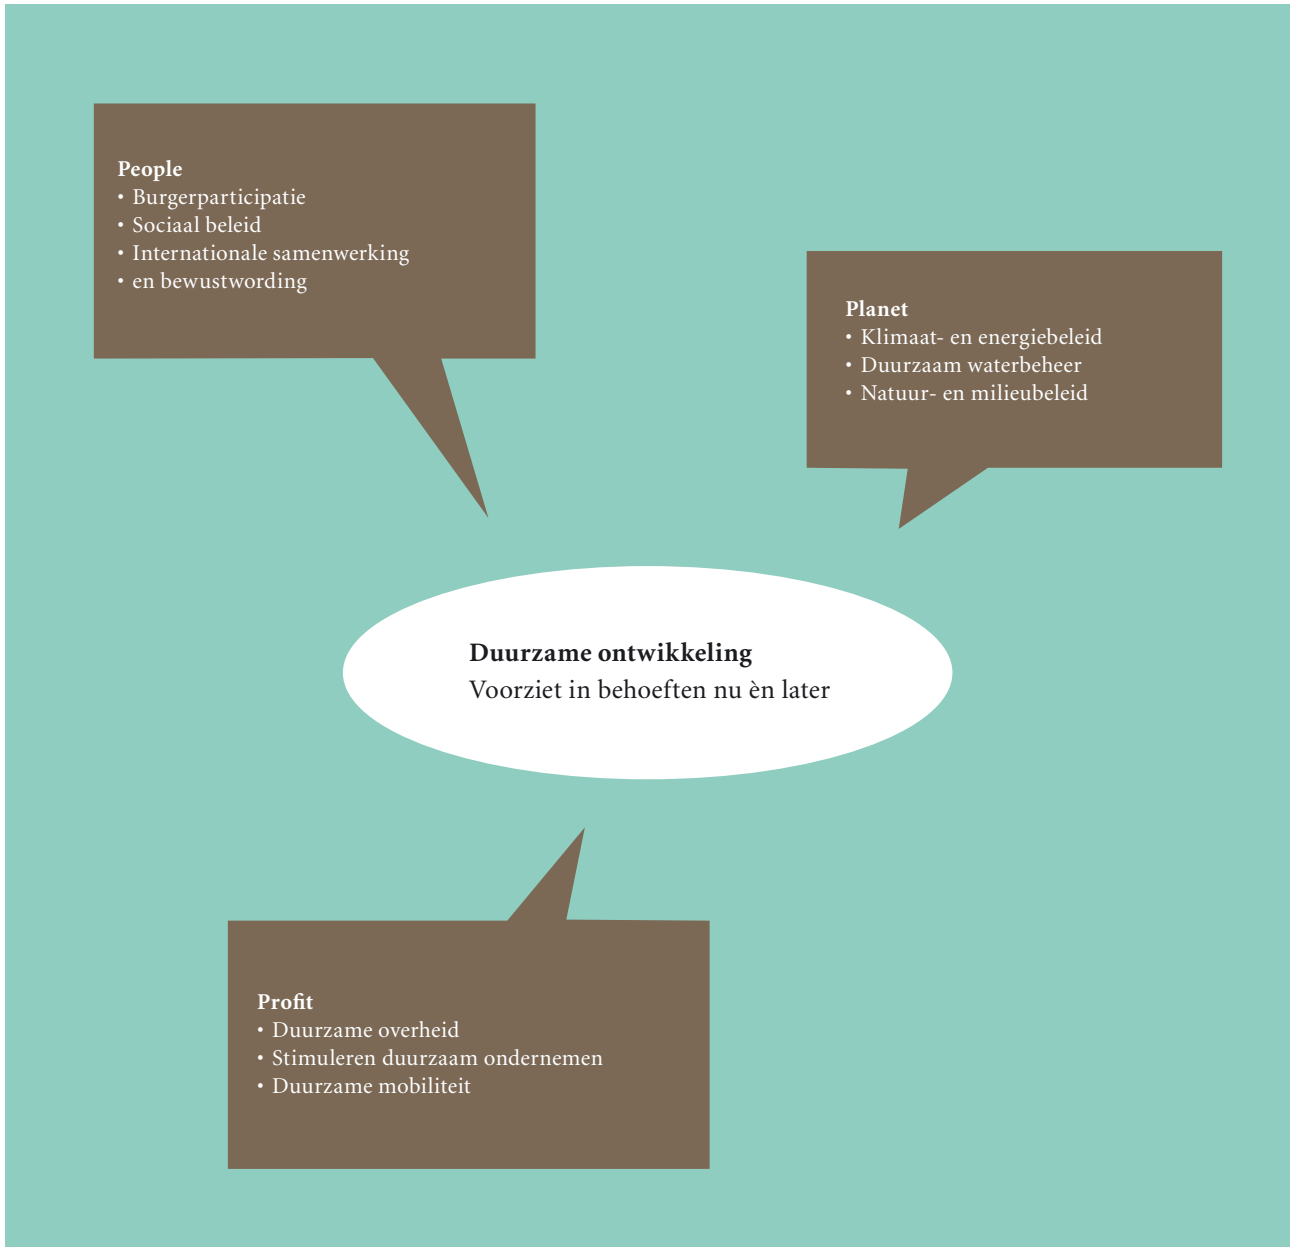 People
• Burgerparticipatie
• Sociaal beleid
• Internationale samenwerking
• en bewustwording
Planet
• Klimaat- en energiebeleid
• Duurzaam waterbeheer
• Natuur- en milieubeleid
Duurzame ontwikkeling
Voorziet in behoeften nu èn later
Profit
• Duurzame overheid
• Stimuleren duurzaam ondernemen
• Duurzame mobiliteit